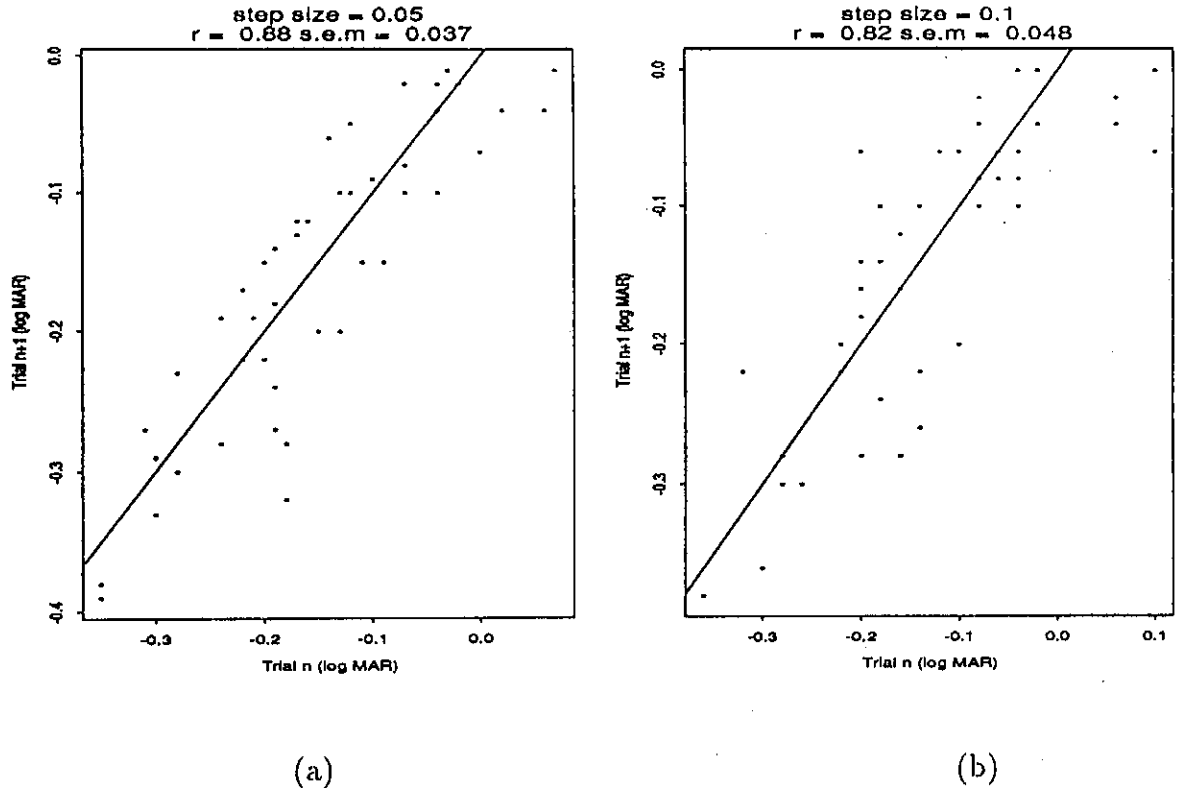 step size = 0.05
r = 0.88 s.e.m = 0.037
0.0
-0.1
-0.2
-0.3
-0.4
Trial n+1 (log MAR)
-0.3
-0.2
-0.1
0.0
Trial n (log MAR)
(a)
step size = 0.1
r = 0.82 s.e.m = 0.048
0.0
-0.1
-0.2
-0.3
Trial n+1 (log MAR)
-0.3
-0.2
-0.1
0.0
0.1
Trial n (log MAR)
(b)